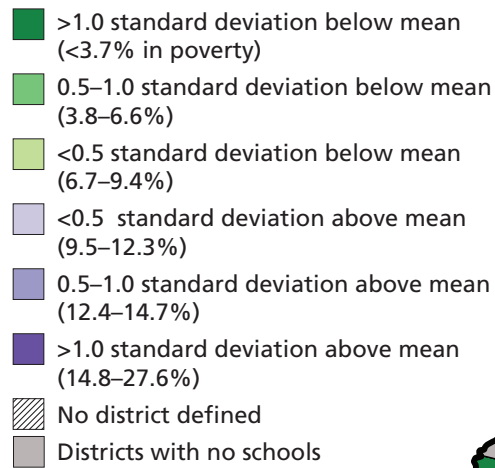 >1.0 standard deviation below mean
(<3.7% in poverty)
0.5–1.0 standard deviation below mean
(3.8–6.6%)
<0.5 standard deviation below mean
(6.7–9.4%)
<0.5  standard deviation above mean
(9.5–12.3%)
0.5–1.0 standard deviation above mean
(12.4–14.7%)
>1.0 standard deviation above mean
(14.8–27.6%)
No district defined
Districts with no schools